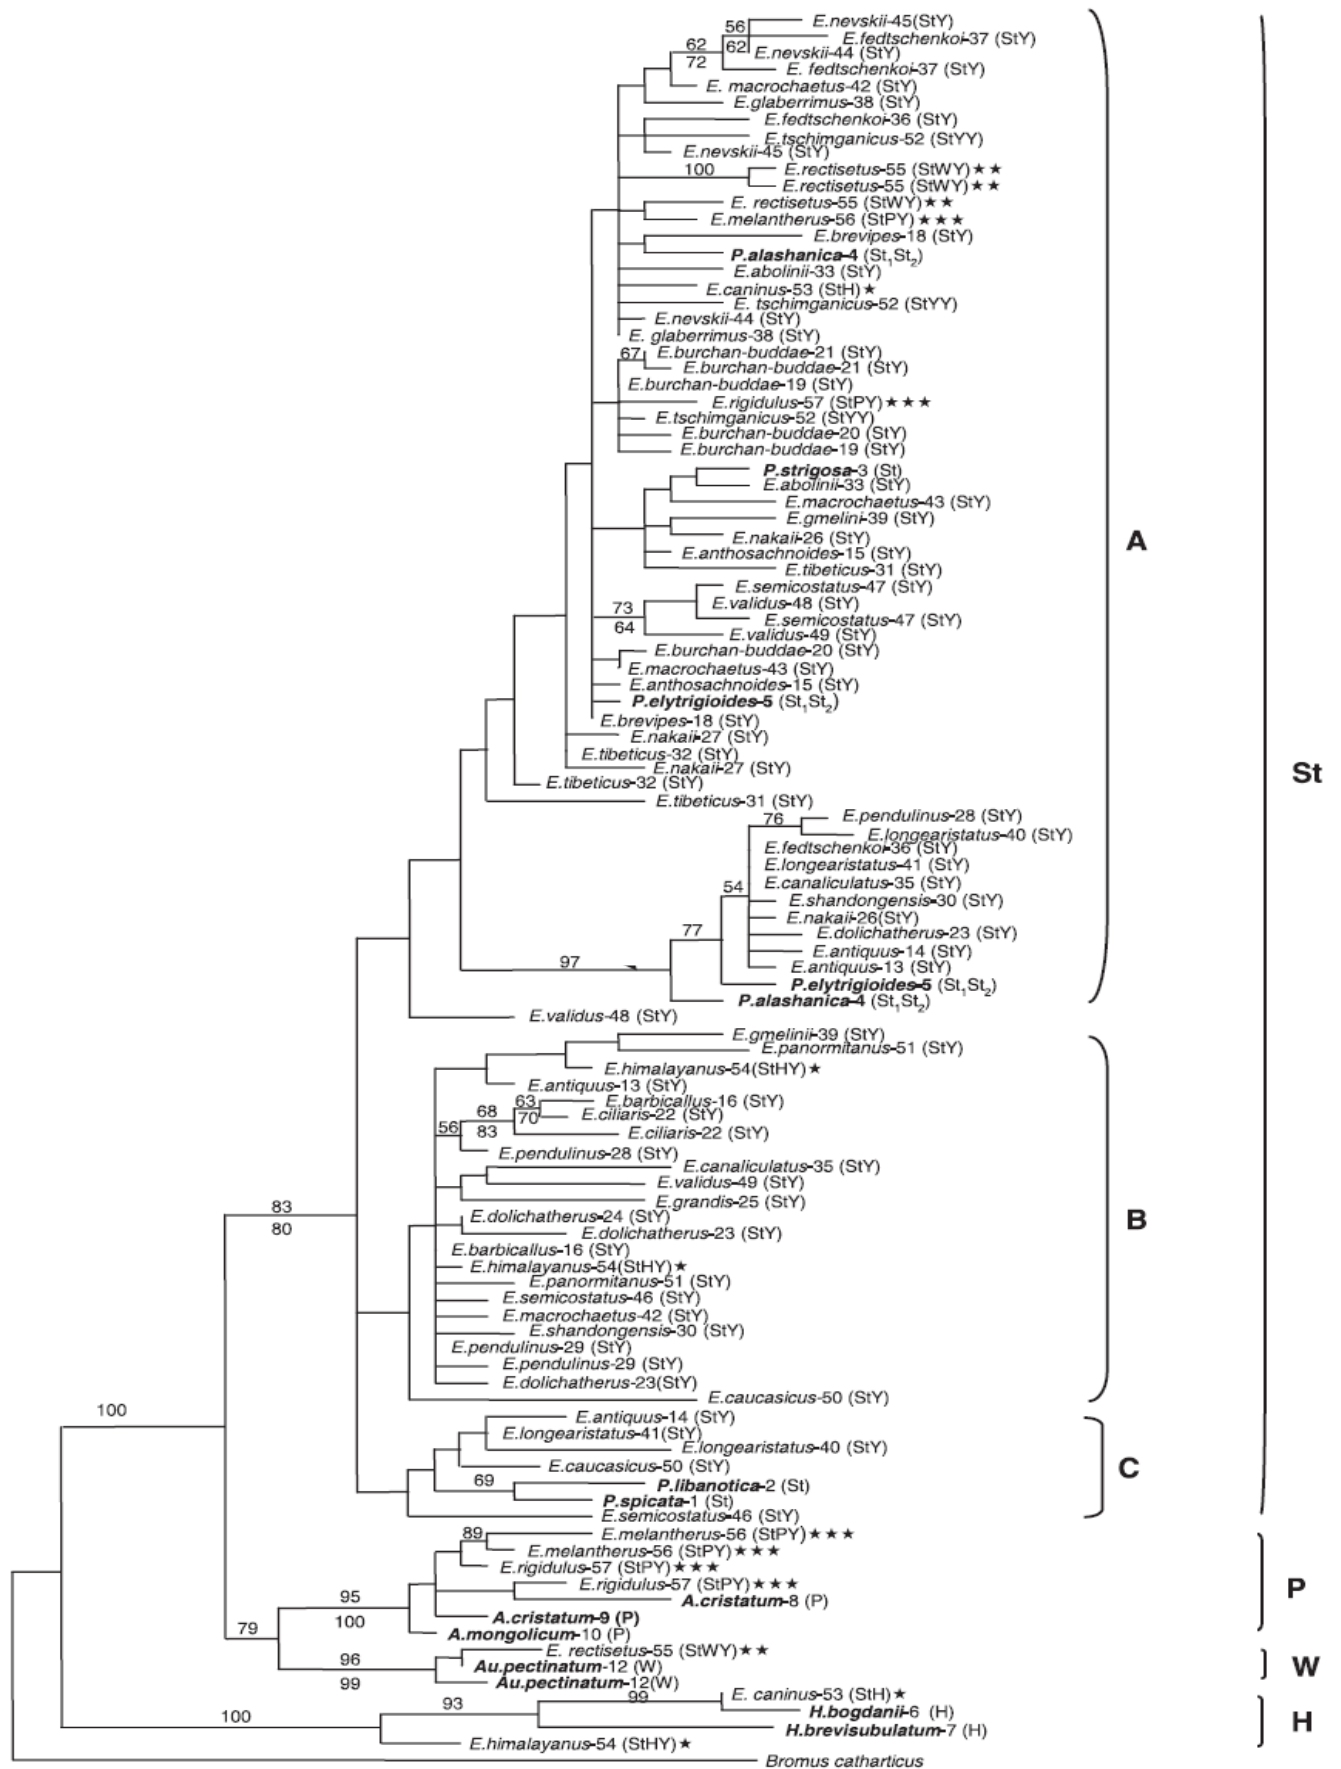 E.nevskii-45(StY)
56
E.fedtschenkoi-37 (StY)
62
62
E.nevskii-44 (StY)
72
E. fedtschenkoi-37 (StY)
E. macrochaetus-42 (StY)
E.glaberrimus-38 (StY)
E.fedtschenkoi-36 (StY)
E.tschimganicus-52 (StYY)
E.nevskii-45 (StY)
100
E.rectisetus-55 (StWY)★★
E.rectisetus-55 (StWY)★★
E. rectisetus-55 (StWY)★★
E.melantherus-56 (StPY)★★★
E.brevipes-18 (StY)
P.alashanica-4 (St1St2)
E.abolinii-33 (StY)
E.caninus-53 (StH)★
E. tschimganicus-52 (StYY)
E.nevskii-44 (StY)
E. glaberrimus-38 (StY)
67
E.burchan-buddae-21 (StY)
E.burchan-buddae-21 (StY)
E.burchan-buddae-19 (StY)
E.rigidulus-57 (StPY)★★★
E.tschimganicus-52 (StYY)
E.burchan-buddae-20 (StY)
E.burchan-buddae-19 (StY)
P.strigosa-3 (St)
E.abolinii-33 (StY)
E.macrochaetus-43 (StY)
E.gmelini-39 (StY)
E.nakaii-26 (StY)
A
E.anthosachnoides-15 (StY)
E.tibeticus-31 (StY)
E.semicostatus-47 (StY)
73
E.validus-48 (StY)
64
E.semicostatus-47 (StY)
E.validus-49 (StY)
E.burchan-buddae-20 (StY)
E.macrochaetus-43 (StY)
E.anthosachnoides-15 (StY)
P.elytrigioides-5 (St1St2)
E.brevipes-18 (StY)
E.nakaii-27 (StY)
E.tibeticus-32 (StY)
E.nakaii-27 (StY)
St
E.tibeticus-32 (StY)
E.tibeticus-31 (StY)
76
E.pendulinus-28 (StY)
E.longearistatus-40 (StY)
E.fedtschenkoi-36 (StY)
E.longearistatus-41 (StY)
54
E.canaliculatus-35 (StY)
E.shandongensis-30 (StY)
E.nakaii-26(StY)
77
E.dolichatherus-23 (StY)
E.antiquus-14 (StY)
97
E.antiquus-13 (StY)
P.elytrigioides-5 (St1St2)
P.alashanica-4 (St1St2)
E.validus-48 (StY)
E.gmelinii-39 (StY)
E.panormitanus-51 (StY)
E.himalayanus-54(StHY)★
E.antiquus-13 (StY)
63
E.barbicallus-16 (StY)
68
70
E.ciliaris-22 (StY)
56
83
E.ciliaris-22 (StY)
E.pendulinus-28 (StY)
E.canaliculatus-35 (StY)
E.validus-49 (StY)
83
E.grandis-25 (StY)
B
E.dolichatherus-24 (StY)
80
E.dolichatherus-23 (StY)
E.barbicallus-16 (StY)
E.himalayanus-54(StHY)★
E.panormitanus-51 (StY)
E.semicostatus-46 (StY)
E.macrochaetus-42 (StY)
E.shandongensis-30 (StY)
E.pendulinus-29 (StY)
E.pendulinus-29 (StY)
E.dolichatherus-23(StY)
E.caucasicus-50 (StY)
100
E.antiquus-14 (StY)
E.longearistatus-41(StY)
E.longearistatus-40 (StY)
E.caucasicus-50 (StY)
C
69
P.libanotica-2 (St)
P.spicata-1 (St)
E.semicostatus-46 (StY)
89
E.melantherus-56 (StPY)★★★
E.melantherus-56 (StPY)★★★
E.rigidulus-57 (StPY)★★★
E.rigidulus-57 (StPY)★★★
P
95
A.cristatum-8 (P)
100
A.cristatum-9 (P)
79
A.mongolicum-10 (P)
E. rectisetus-55 (StWY)★★
96
Au.pectinatum-12 (W)
W
99
Au.pectinatum-12(W)
E. caninus-53 (StH)★
93
99
H.bogdanii-6 (H)
100
H.brevisubulatum-7 (H)
H
E.himalayanus-54 (StHY)★
Bromus catharticus